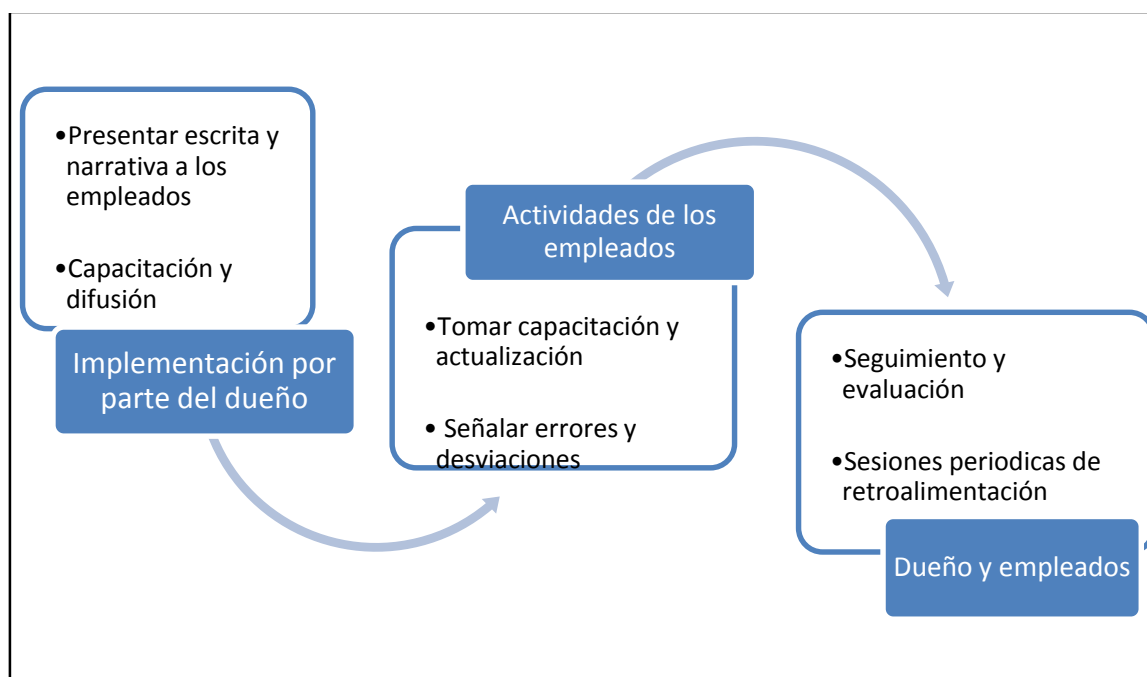 •Presentar escrita y
narrativa a los
empleados
•Capacitación y
difusión
Implementación por
parte del dueño
Actividades de los
empleados
•Tomar capacitación y
actualización
• Señalar errores y
desviaciones
•Seguimiento y
evaluación
•Sesiones periodicas de
retroalimentación
Dueño y empleados